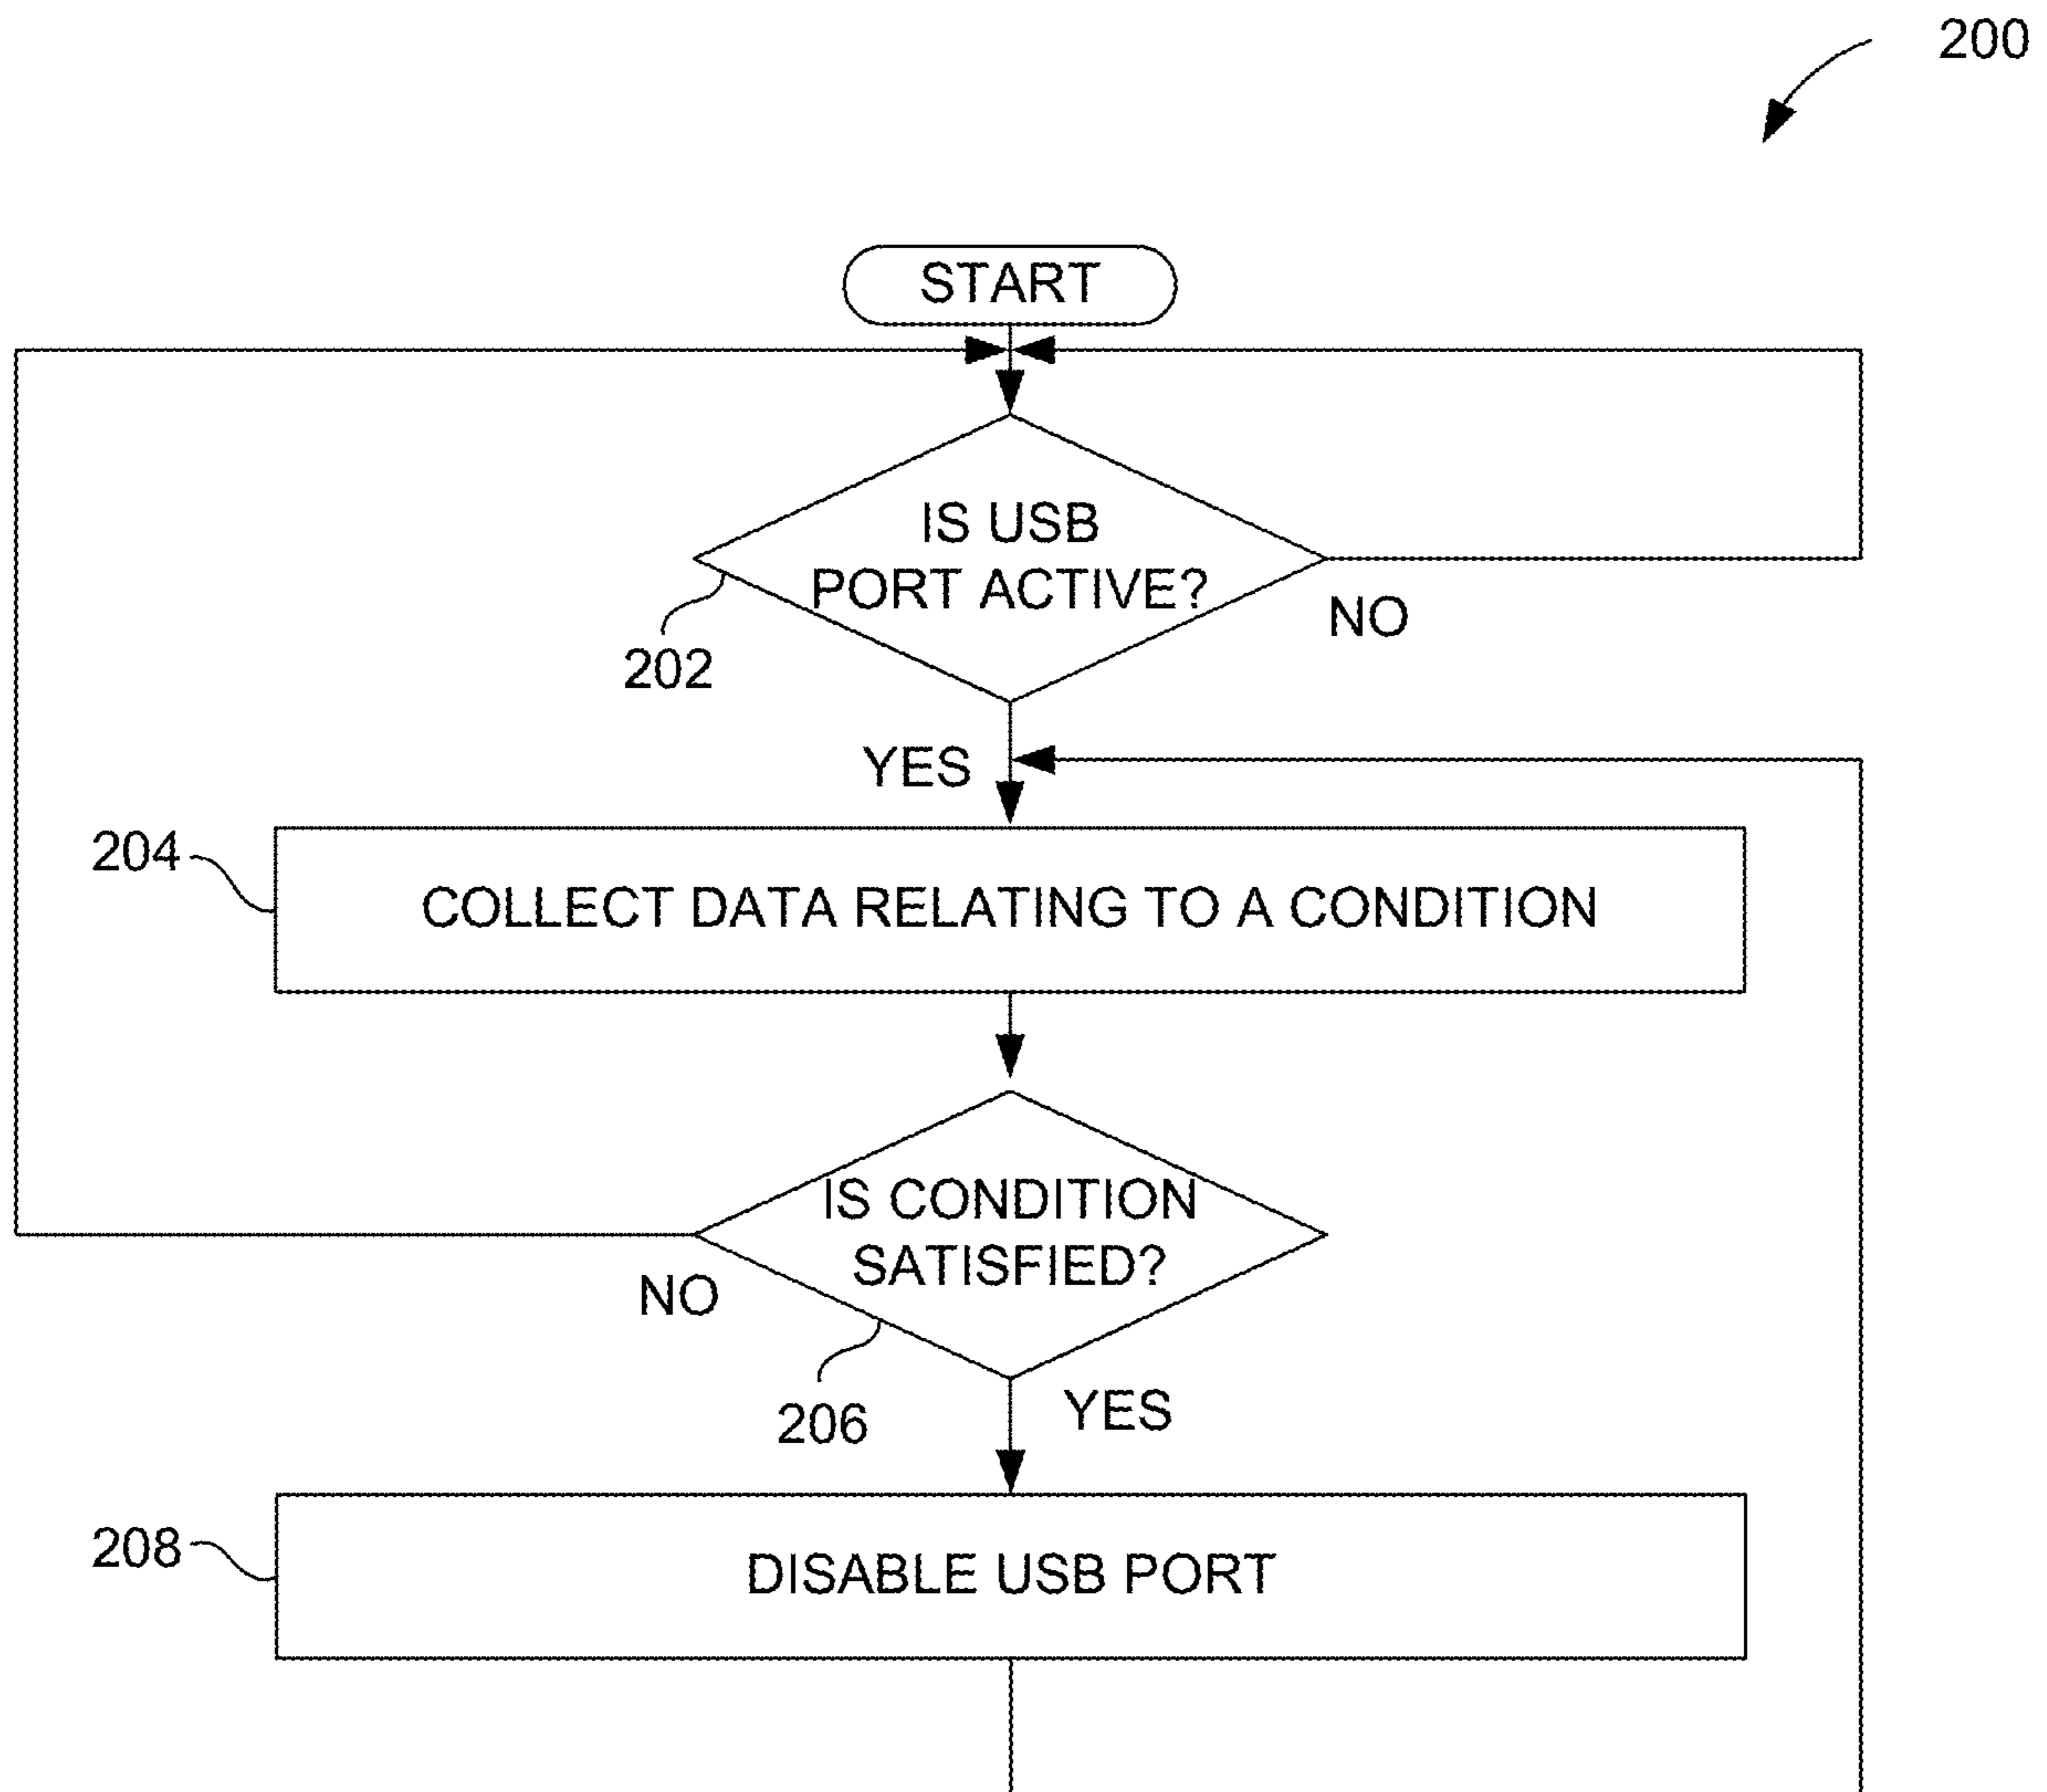 200
START
IS USB
PORT ACTIVE?
NO
202
YES
204
COLLECT DATA RELATING TO A CONDITION
IS CONDITION
SATISFIED?
NO
206
YES
208
DISABLE USB PORT